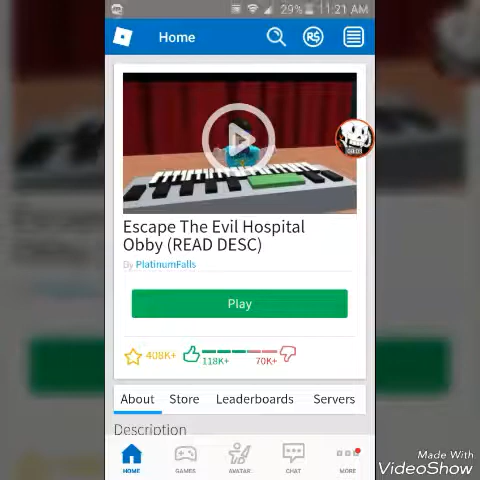 29% 11:21 AM
Home R$
Escape The Evil Hospital
Obby (READ DESC)
By PlatinumFalls
Play
408K+ 118K+ 70K+
About Store Leaderboards Servers
Description
HOME GAMES AVATAR CHAT MORE
Made With
VideoShow